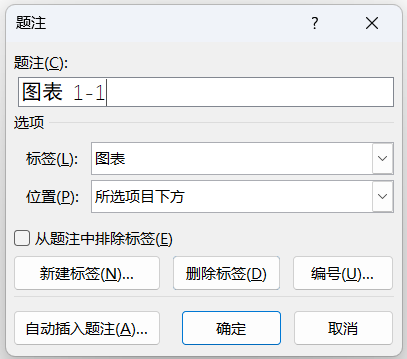 题注
?
题注(C):
图表 1-1
选项
标签(L): 图表
位置(P): 所选项目下方
从题注中排除标签(E)
新建标签(N)... 删除标签(D) 编号(U)...
自动插入题注(A)... 确定 取消